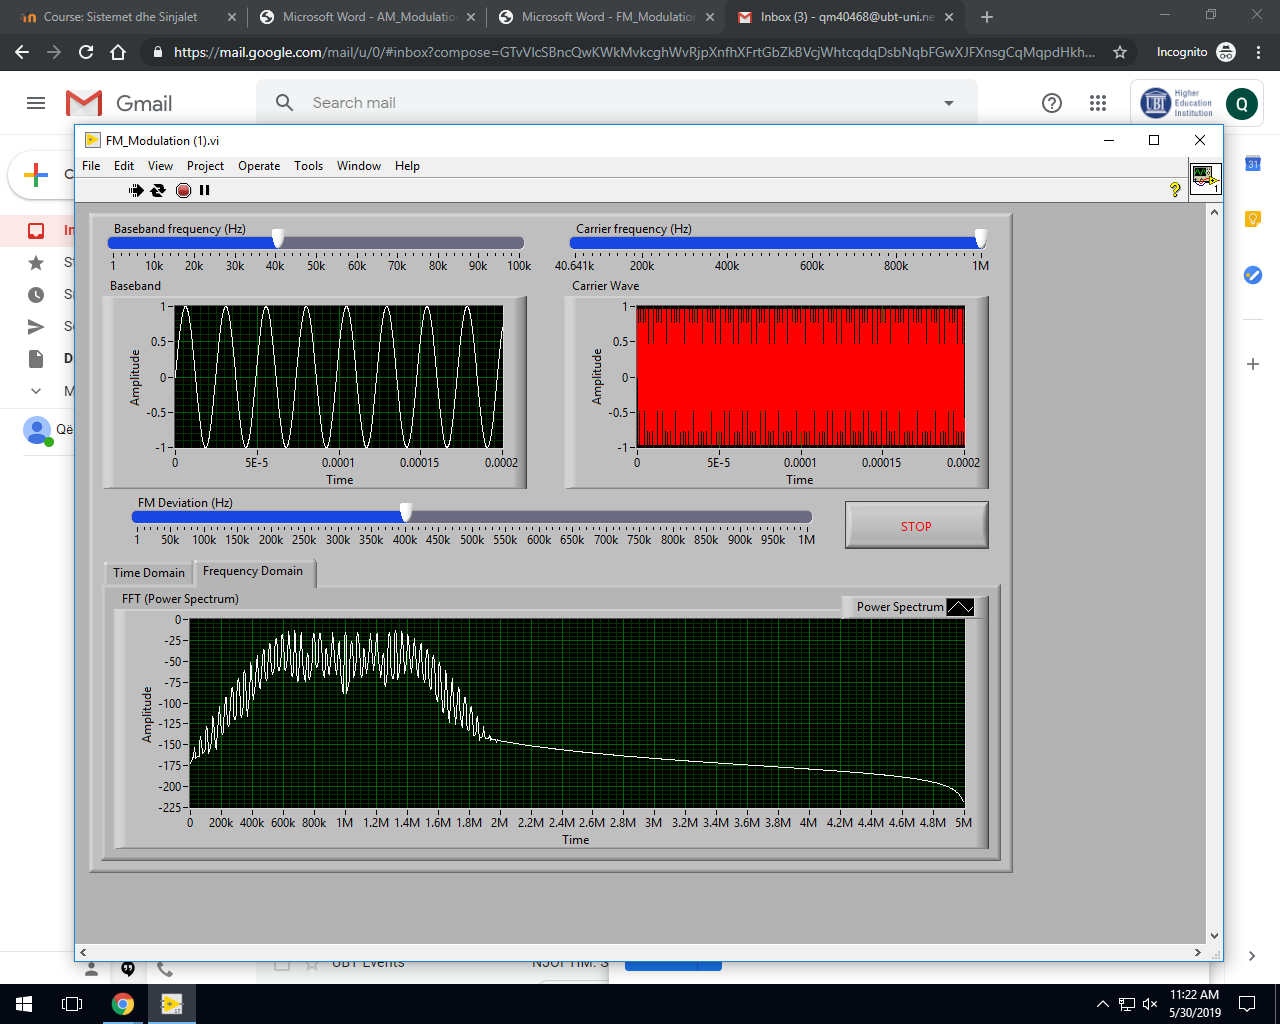 Course: Sistemet dhe Sinjalet
Microsoft Word - AM_Modulation
Microsoft Word - FM_Modulation
Inbox (3) - qm40468@ubt-uni.ne
https://mail.google.com/mail/u/0/#inbox?compose=
Incognito
Gmail
Search mail
UBT
Higher
Education
Institution
Q
FM_Modulation (1).vi
File Edit View Project Operate Tools Window Help
Baseband frequency (Hz)
1 10k 20k 30k 40k 50k 60k 70k 80k 90k 100k
Carrier frequency (Hz)
40.641k 200k 400k 600k 800k 1M
Baseband
1
0.5
0
-0.5
-1
Amplitude
0 5E-5 0.0001 0.00015 0.0002
Time
Carrier Wave
1
0.5
0
-0.5
-1
Amplitude
0 5E-5 0.0001 0.00015 0.0002
Time
FM Deviation (Hz)
1 50k 100k 150k 200k 250k 300k 350k 400k 450k 500k 550k 600k 650k 700k 750k 800k 850k 900k 950k 1M
STOP
Time Domain
Frequency Domain
FFT (Power Spectrum)
Power Spectrum
0
-25
-50
-75
-100
-125
-150
-175
-200
-225
Amplitude
0 200k 400k 600k 800k 1M 1.2M 1.4M 1.6M 1.8M 2M 2.2M 2.4M 2.6M 2.8M 3M 3.2M 3.4M 3.6M 3.8M 4M 4.2M 4.4M 4.6M 4.8M 5M
Time
31
Që
UBT Events
11:22 AM
5/30/2019